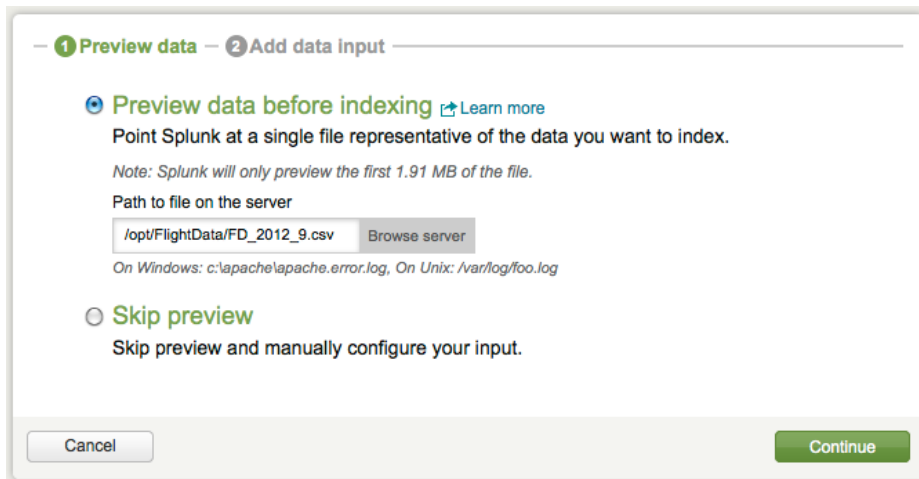 1 Preview data 2 Add data input
Preview data before indexing Learn more
Point Splunk at a single file representative of the data you want to index.
Note: Splunk will only preview the first 1.91 MB of the file.
Path to file on the server
/opt/FlightData/FD_2012_9.csv Browse server
On Windows: c:\apache\apache.error.log, On Unix: /var/log/foo.log
Skip preview
Skip preview and manually configure your input.
Cancel Continue